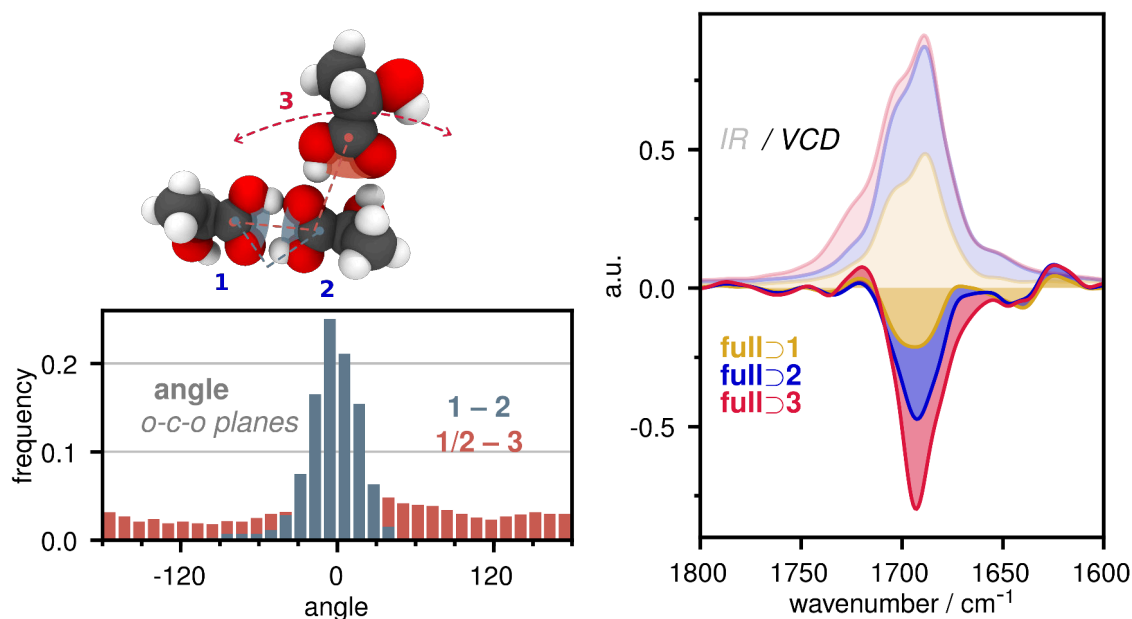 3
1
2
0.2
0.1
0.0
frequency
angle
o-c-o planes
1 – 2
1/2 – 3
-120
0
120
angle
0.5
0.0
-0.5
a.u.
IR / VCD
full⊃1
full⊃2
full⊃3
1800
1750
1700
1650
1600
wavenumber / cm⁻¹